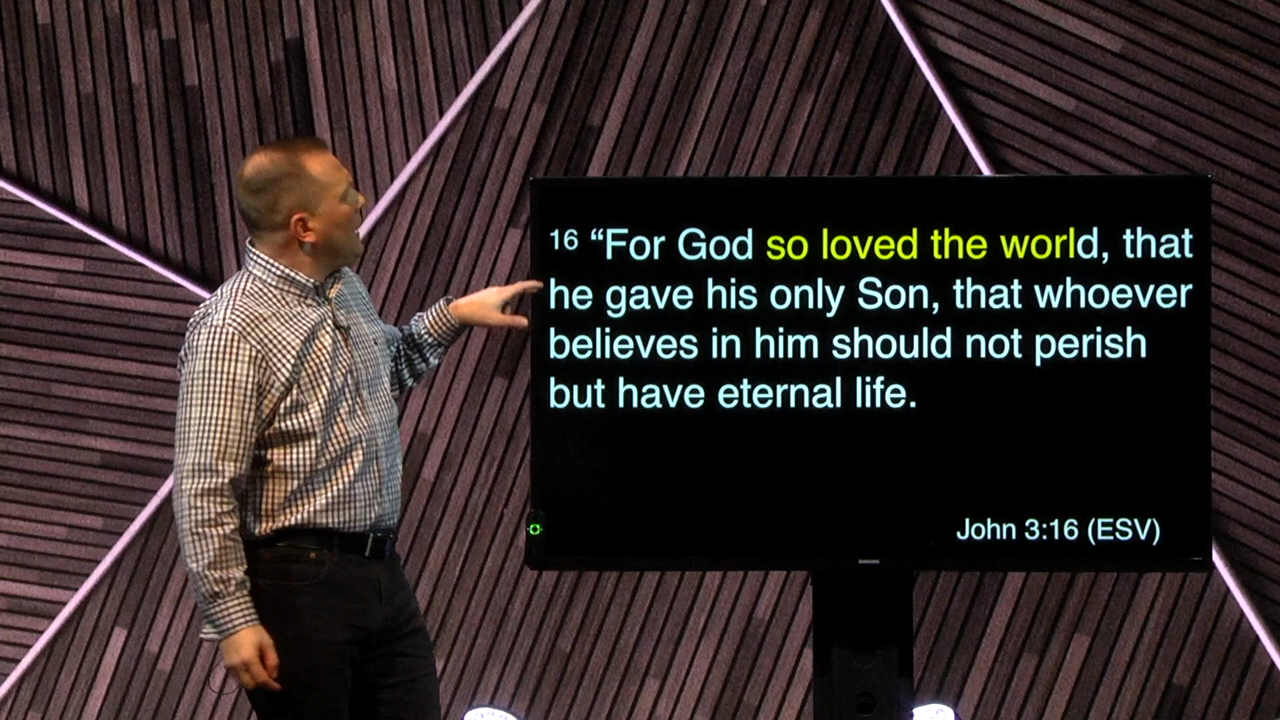 16 “For God so loved the world, that
he gave his only Son, that whoever
believes in him should not perish
but have eternal life.
John 3:16 (ESV)